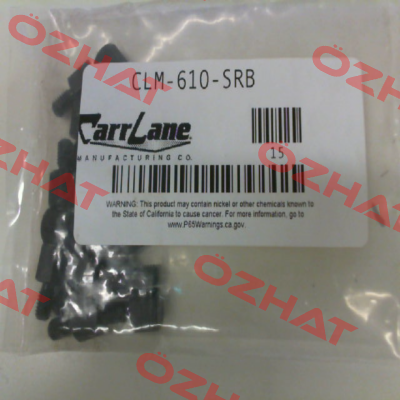 CLM-610-SRB
CarrLane
MANUFACTURING CO.
15
WARNING: This product may contain nickel or other chemicals known to
the State of California to cause cancer. For more information, go to
www.P65Warnings.ca.gov.
ÖZHAT
ÖZHAT
ÖZHAT
ÖZHAT
ÖZHAT